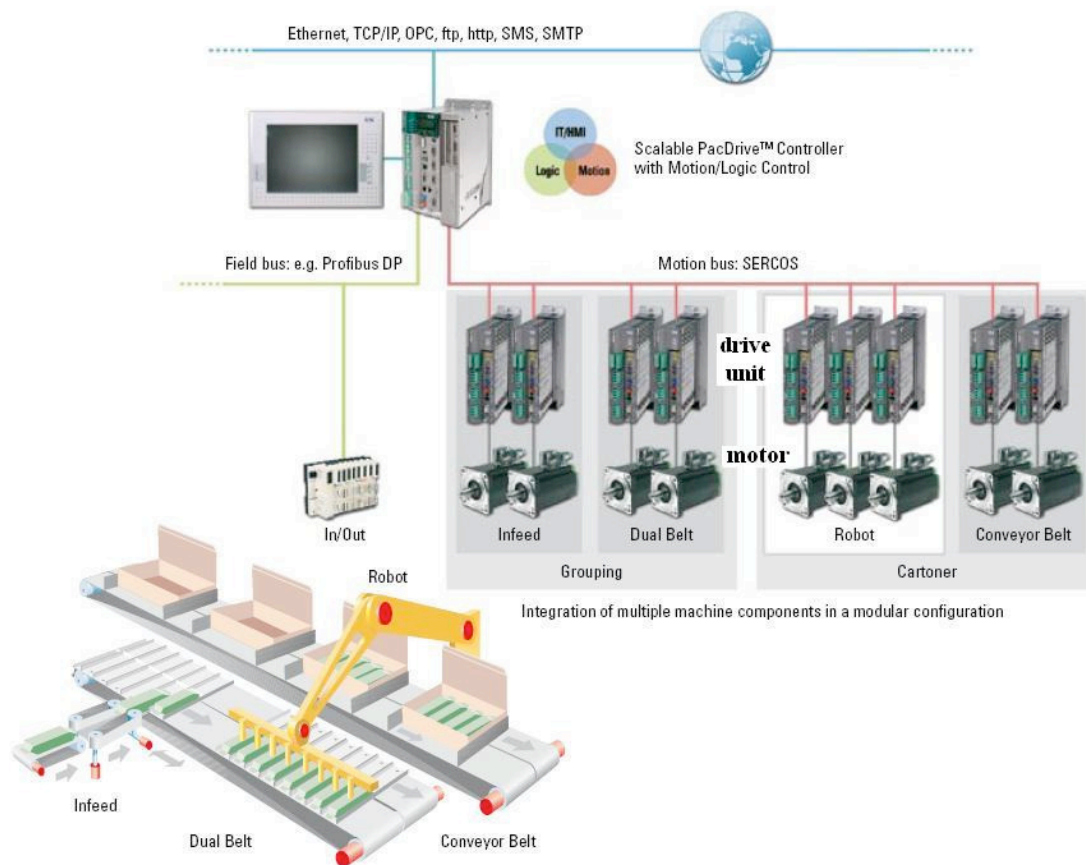 Ethernet, TCP/IP, OPC, ftp, http, SMS, SMTP
IT/HMI
Logic
Motion
Scalable PacDrive™ Controller
with Motion/Logic Control
Field bus: e.g. Profibus DP
Motion bus: SERCOS
drive
unit
motor
In/Out
Infeed
Dual Belt
Robot
Conveyor Belt
Grouping
Cartoner
Integration of multiple machine components in a modular configuration
Robot
Infeed
Dual Belt
Conveyor Belt